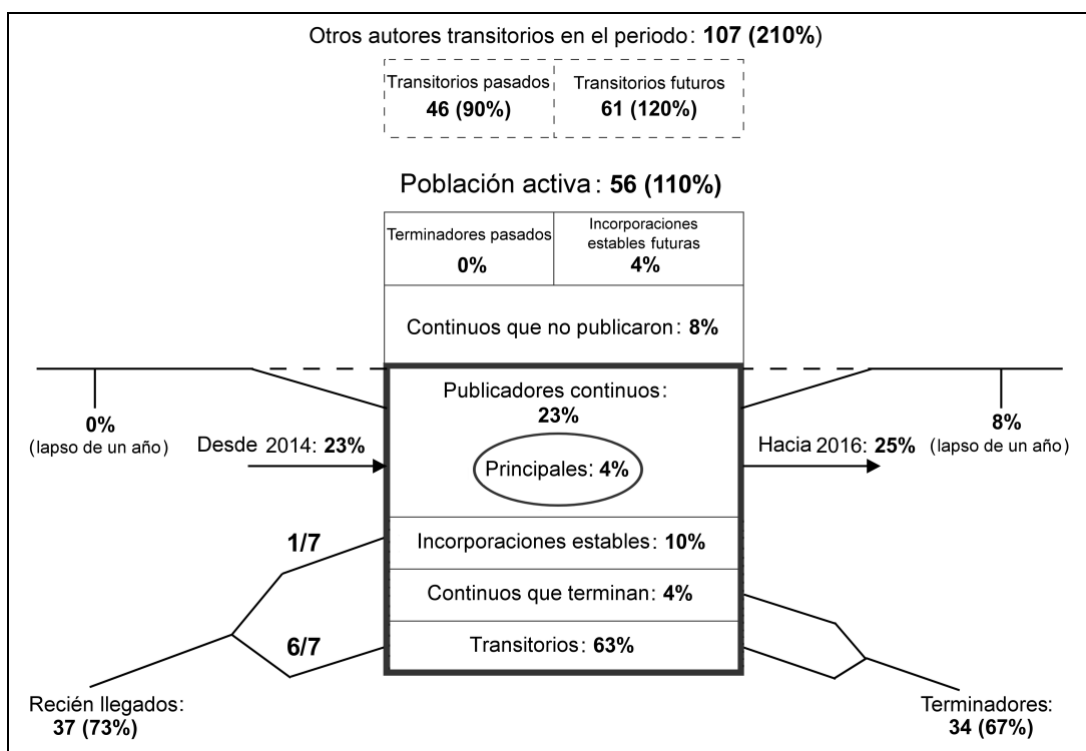 Otros autores transitorios en el periodo: 107 (210%)
Transitorios pasados
46 (90%)
Transitorios futuros
61 (120%)
Población activa: 56 (110%)
Terminadores pasados
0%
Incorporaciones
estables futuras
4%
Continuos que no publicaron: 8%
Publicadores continuos:
23%
0%
(lapso de un año)
Desde 2014: 23%
Principales: 4%
Hacia 2016: 25%
8%
(lapso de un año)
1/7
Incorporaciones estables: 10%
Continuos que terminan: 4%
6/7
Transitorios: 63%
Recién llegados:
37 (73%)
Terminadores:
34 (67%)